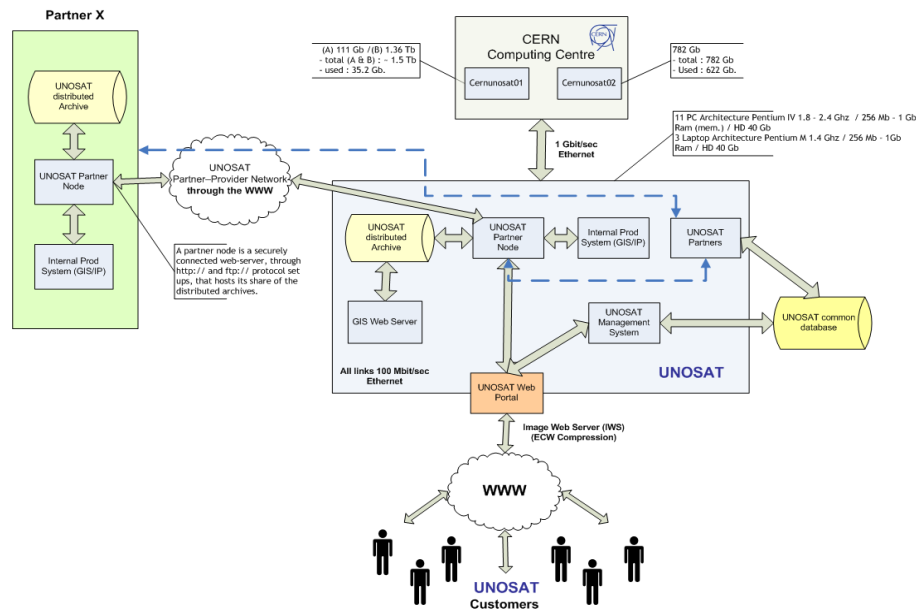 Partner X
UNOSAT
distributed
Archive
UNOSAT Partner
Node
Internal Prod
System (GIS/IP)
UNOSAT
Partner–Provider Network
through the WWW
A partner node is a securely
connected web-server, through
http:// and ftp:// protocol set
ups, that hosts its share of the
distributed archives.
(A) 111 Gb /(B) 1.36 Tb
- total (A & B) : ~ 1.5 Tb
- used : 35.2 Gb.
CERN
Computing Centre
CERN
Cernunosat01
Cernunosat02
782 Gb
- total : 782 Gb
- Used : 622 Gb.
11 PC Architecture Pentium IV 1.8 - 2.4 Ghz / 256 Mb - 1 Gb
Ram (mem.) / HD 40 Gb
3 Laptop Architecture Pentium M 1.4 Ghz / 256 Mb - 1Gb
Ram / HD 40 Gb
1 Gbit/sec
Ethernet
UNOSAT
distributed
Archive
UNOSAT
Partner
Node
Internal Prod
System (GIS/IP)
UNOSAT
Partners
GIS Web Server
UNOSAT
Management
System
UNOSAT common
database
All links 100 Mbit/sec
Ethernet
UNOSAT
UNOSAT Web
Portal
Image Web Server (IWS)
(ECW Compression)
WWW
UNOSAT
Customers